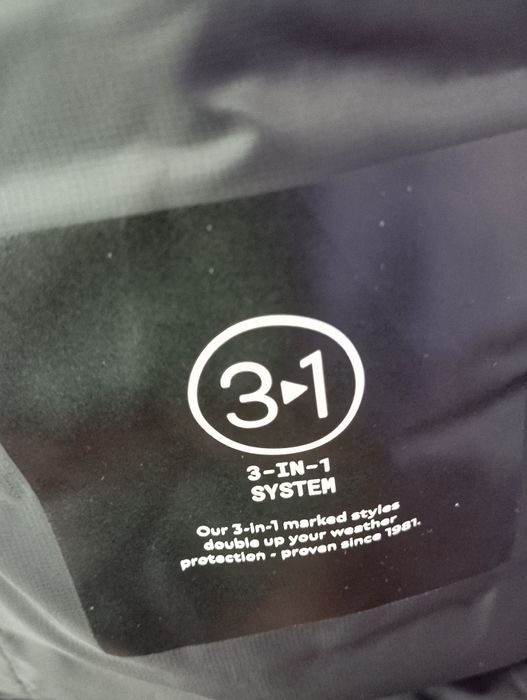 3▸1
3-IN-1
SYSTEM
Our 3-in-1 marked styles
double up your weather
protection - proven since 1981.